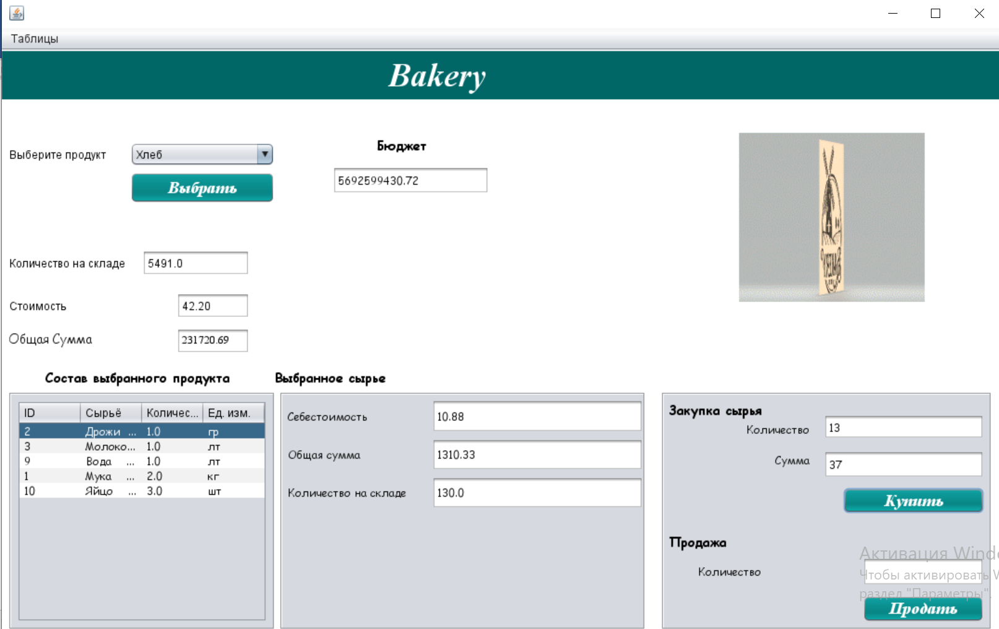 Таблицы
Bakery
Выберите продукт
Хлеб
Выбрать
Бюджет
5692599430.72
Количество на складе
5491.0
Стоимость
42.20
Общая Сумма
231720.69
Состав выбранного продукта
ID Сырьё Количес... Ед. изм.
2 Дрожи ... 1.0 гр
3 Молоко... 1.0 лт
9 Вода ... 1.0 лт
1 Мука ... 2.0 кг
10 Яйцо ... 3.0 шт
Выбранное сырье
Себестоимость 10.88
Общая сумма 1310.33
Количество на складе 130.0
Закупка сырья
Количество 13
Сумма 37
Купить
Продажа
Количество
Продать
Активация Windo
Чтобы активировать W
раздел "Параметры".